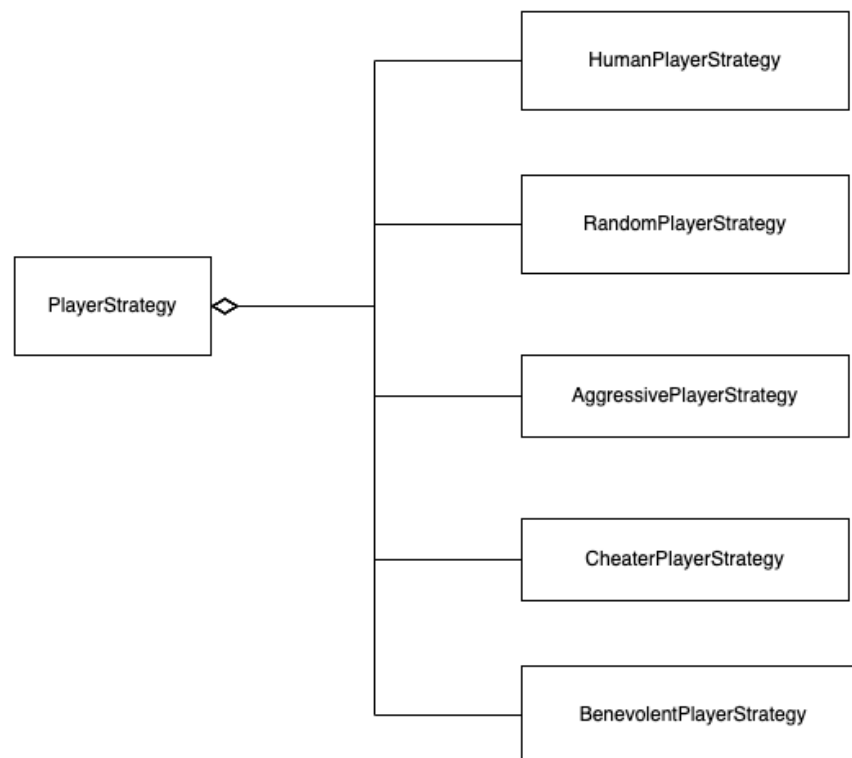 HumanPlayerStrategy
RandomPlayerStrategy
PlayerStrategy
AggressivePlayerStrategy
CheaterPlayerStrategy
BenevolentPlayerStrategy